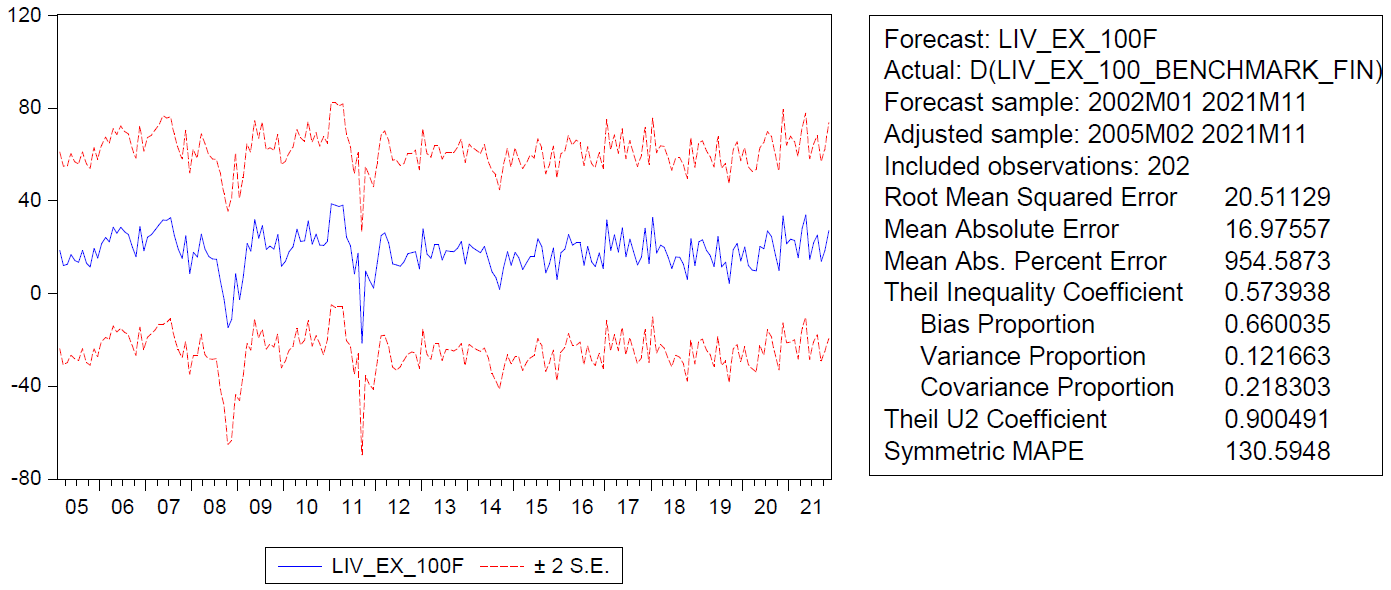 120
80
40
0
-40
-80
05 06 07 08 09 10 11 12 13 14 15 16 17 18 19 20 21
LIV_EX_100F ± 2 S.E.
Forecast: LIV_EX_100F
Actual: D(LIV_EX_100_BENCHMARK_FIN)
Forecast sample: 2002M01 2021M11
Adjusted sample: 2005M02 2021M11
Included observations: 202
Root Mean Squared Error 20.51129
Mean Absolute Error 16.97557
Mean Abs. Percent Error 954.5873
Theil Inequality Coefficient 0.573938
Bias Proportion 0.660035
Variance Proportion 0.121663
Covariance Proportion 0.218303
Theil U2 Coefficient 0.900491
Symmetric MAPE 130.5948